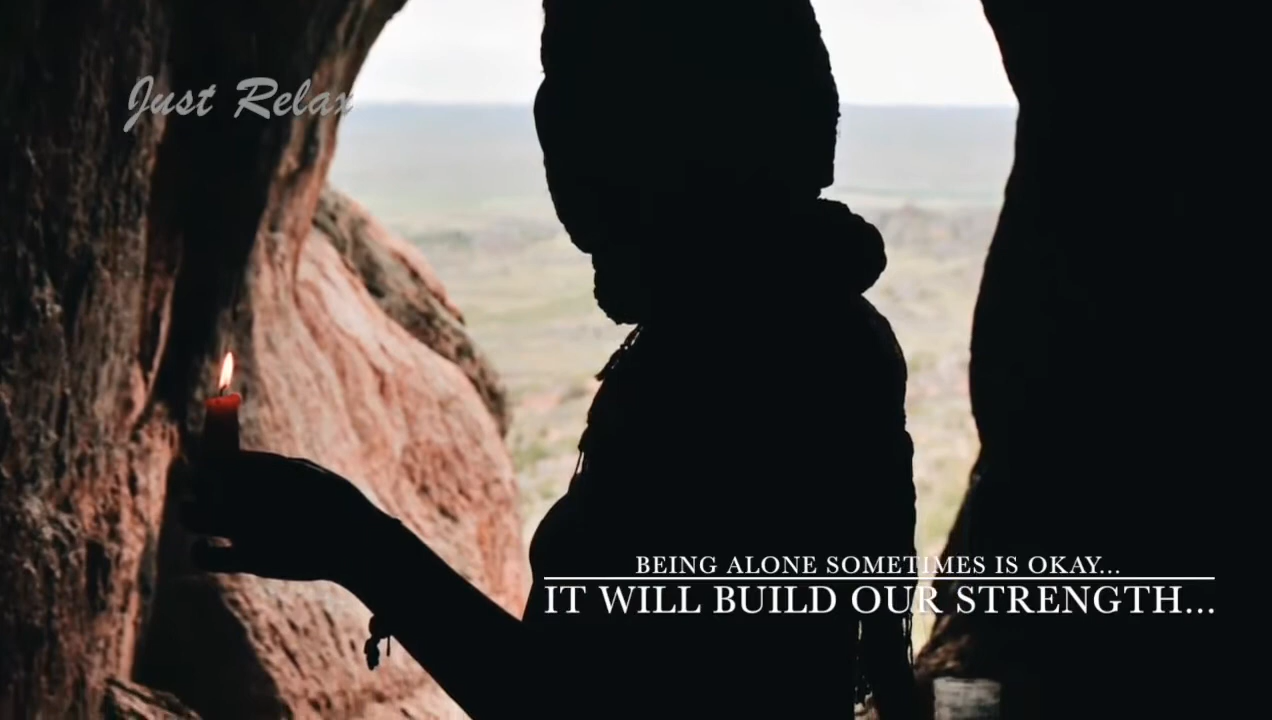 Just Relax
BEING ALONE SOMETIMES IS OKAY...
IT WILL BUILD OUR STRENGTH...